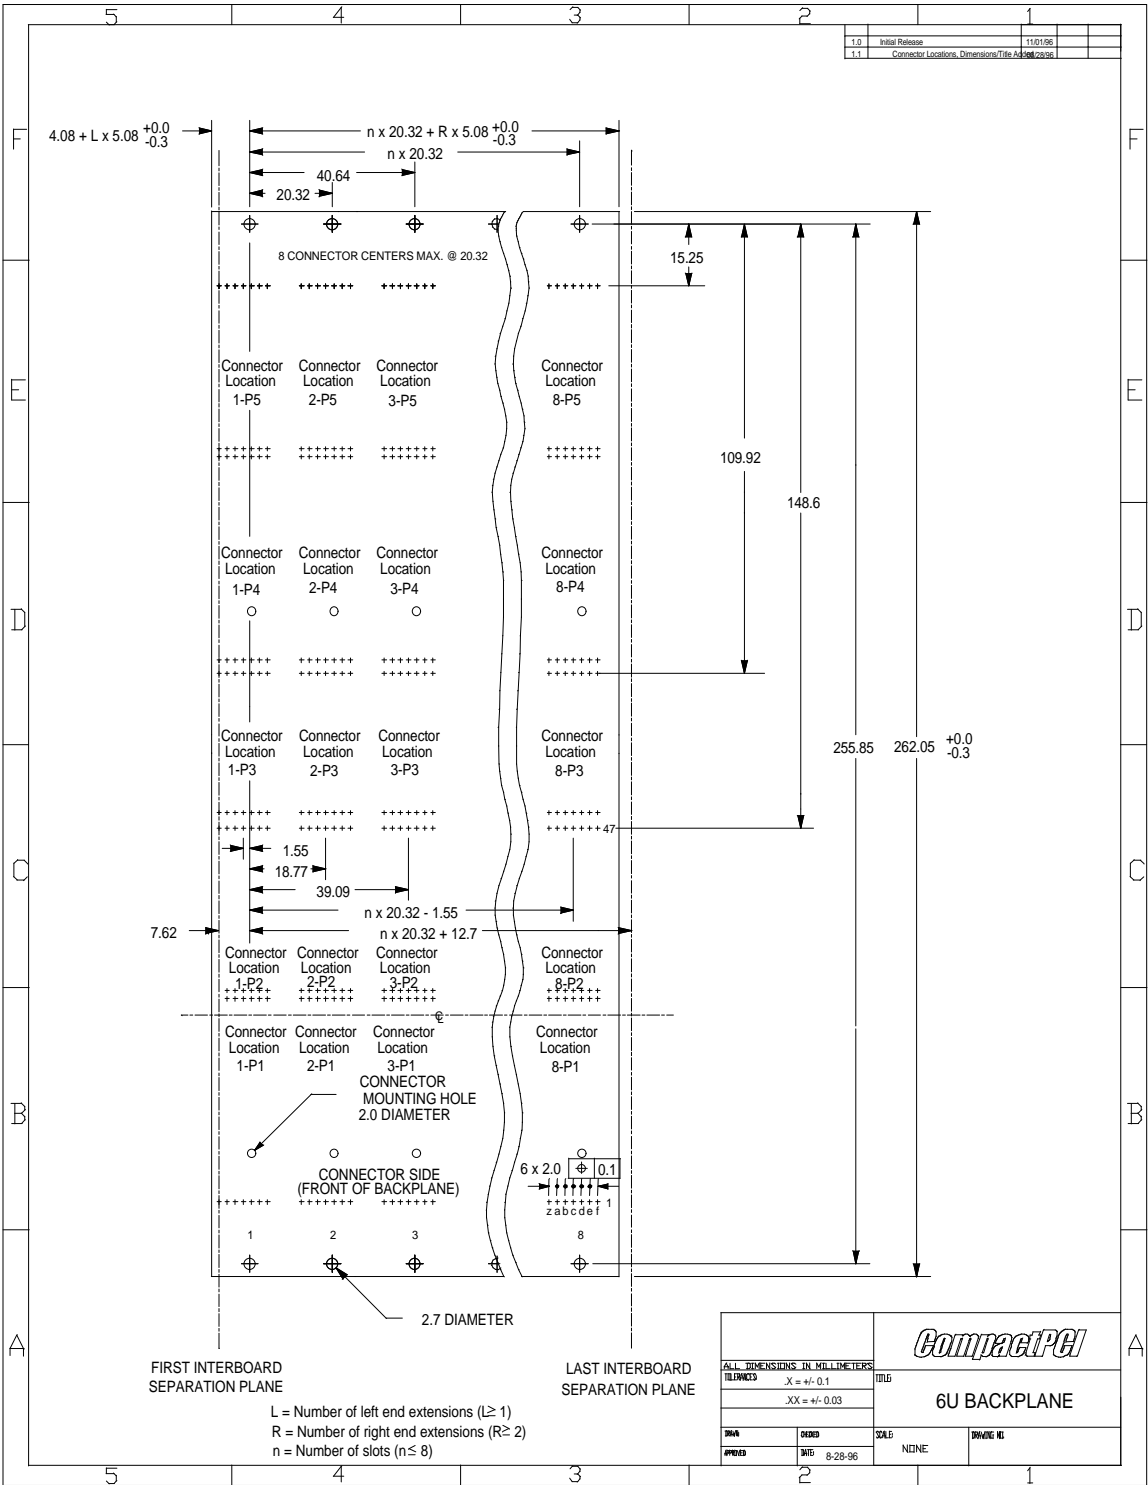 5 4 3 2 1
1.0 Initial Release 11/01/96
1.1 Connector Locations, Dimensions/Title Added 08/28/96
F F
4.08 + L x 5.08 +0.0 -0.3
n x 20.32 + R x 5.08 +0.0 -0.3
n x 20.32
40.64
20.32
8 CONNECTOR CENTERS MAX. @ 20.32
15.25
Connector Location 1-P5
Connector Location 2-P5
Connector Location 3-P5
Connector Location 8-P5
E E
109.92
148.6
Connector Location 1-P4
Connector Location 2-P4
Connector Location 3-P4
Connector Location 8-P4
D D
Connector Location 1-P3
Connector Location 2-P3
Connector Location 3-P3
Connector Location 8-P3
255.85
262.05 +0.0 -0.3
47
1.55
18.77
C C
39.09
n x 20.32 - 1.55
7.62
n x 20.32 + 12.7
Connector Location 1-P2
Connector Location 2-P2
Connector Location 3-P2
Connector Location 8-P2
℄
Connector Location 1-P1
Connector Location 2-P1
Connector Location 3-P1
Connector Location 8-P1
CONNECTOR
MOUNTING HOLE
2.0 DIAMETER
B B
6 x 2.0 ⌖ 0.1
CONNECTOR SIDE
(FRONT OF BACKPLANE)
1
z a b c d e f
1 2 3 8
2.7 DIAMETER
A A
FIRST INTERBOARD
SEPARATION PLANE
LAST INTERBOARD
SEPARATION PLANE
L = Number of left end extensions (L≥ 1)
R = Number of right end extensions (R≥ 2)
n = Number of slots (n≤ 8)
CompactPCI
ALL DIMENSIONS IN MILLIMETERS
TOLERANCES .X = +/- 0.1
.XX = +/- 0.03
TITLE
6U BACKPLANE
DRAWN CHECKED
APPROVED DATE 8-28-96
SCALE NONE
DRAWING NO.
5 4 3 2 1